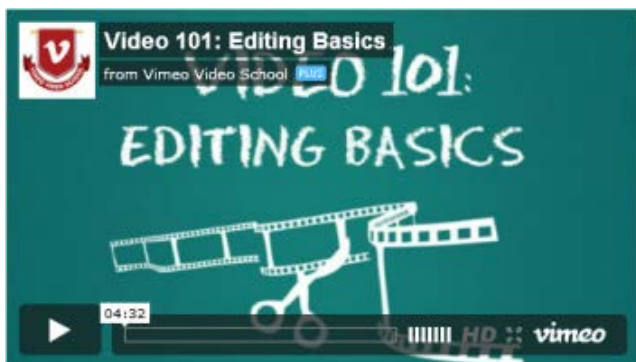 V
Video 101: Editing Basics
from Vimeo Video School PLUS
VIDEO 101:
EDITING BASICS
04:32
HD vimeo